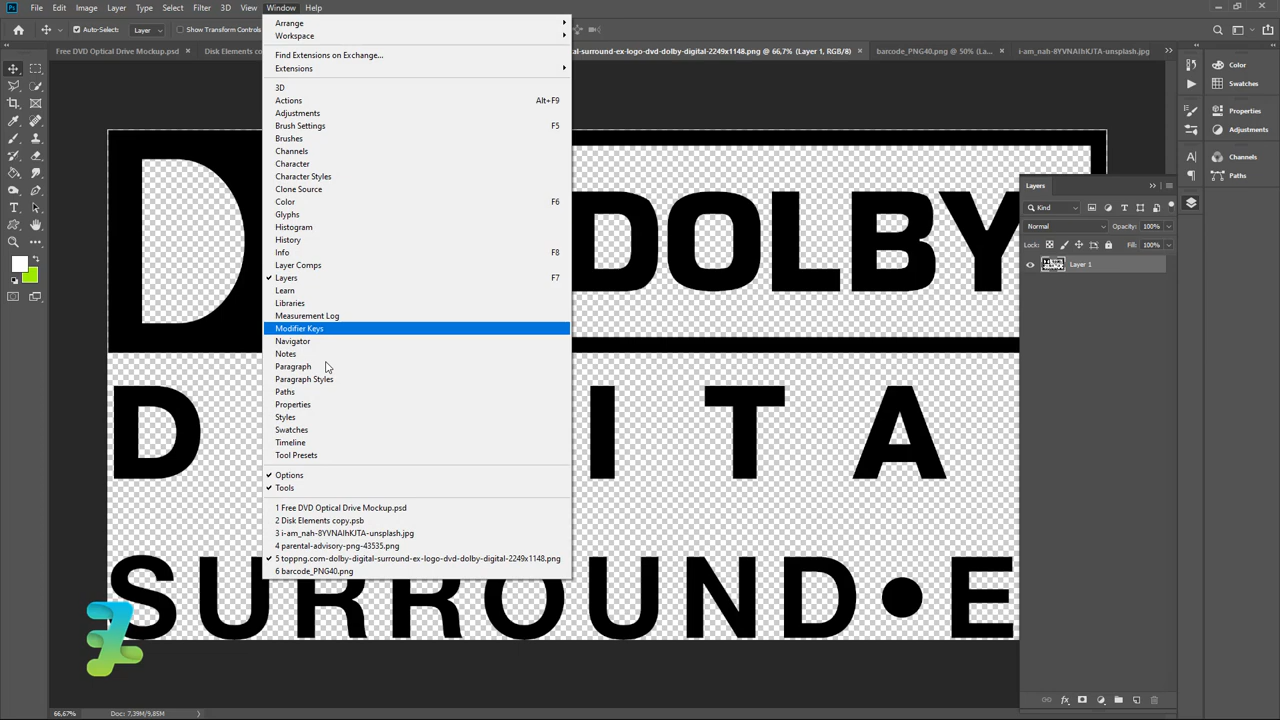 File Edit Image Layer Type Select Filter 3D View Window Help
Auto-Select: Layer Show Transform Controls
Free DVD Optical Drive Mockup.psd × Disk Elements co al-surround-ex-logo-dvd-dolby-digital-2249x1148.png @ 66,7% (Layer 1, RGB/8) × barcode_PNG40.png @ 50% (La... × i-am_nah-8YVNAlhKJTA-unsplash.jpg
Arrange
Workspace
Find Extensions on Exchange...
Extensions
3D
Actions Alt+F9
Adjustments
Brush Settings F5
Brushes
Channels
Character
Character Styles
Clone Source
Color F6
Glyphs
Histogram
History
Info F8
Layer Comps
Layers F7
Learn
Libraries
Measurement Log
Modifier Keys
Navigator
Notes
Paragraph
Paragraph Styles
Paths
Properties
Styles
Swatches
Timeline
Tool Presets
Options
Tools
1 Free DVD Optical Drive Mockup.psd
2 Disk Elements copy.psb
3 i-am_nah-8YVNAlhKJTA-unsplash.jpg
4 parental-advisory-png-43535.png
5 toppng.com-dolby-digital-surround-ex-logo-dvd-dolby-digital-2249x1148.png
6 barcode_PNG40.png
DOLBY
D I T A
SURROUND•E
Color
Swatches
Properties
Adjustments
Channels
Paths
Layers
Kind
Normal Opacity: 100%
Lock: Fill: 100%
Layer 1
66,67% Doc: 7,39M/9,85M